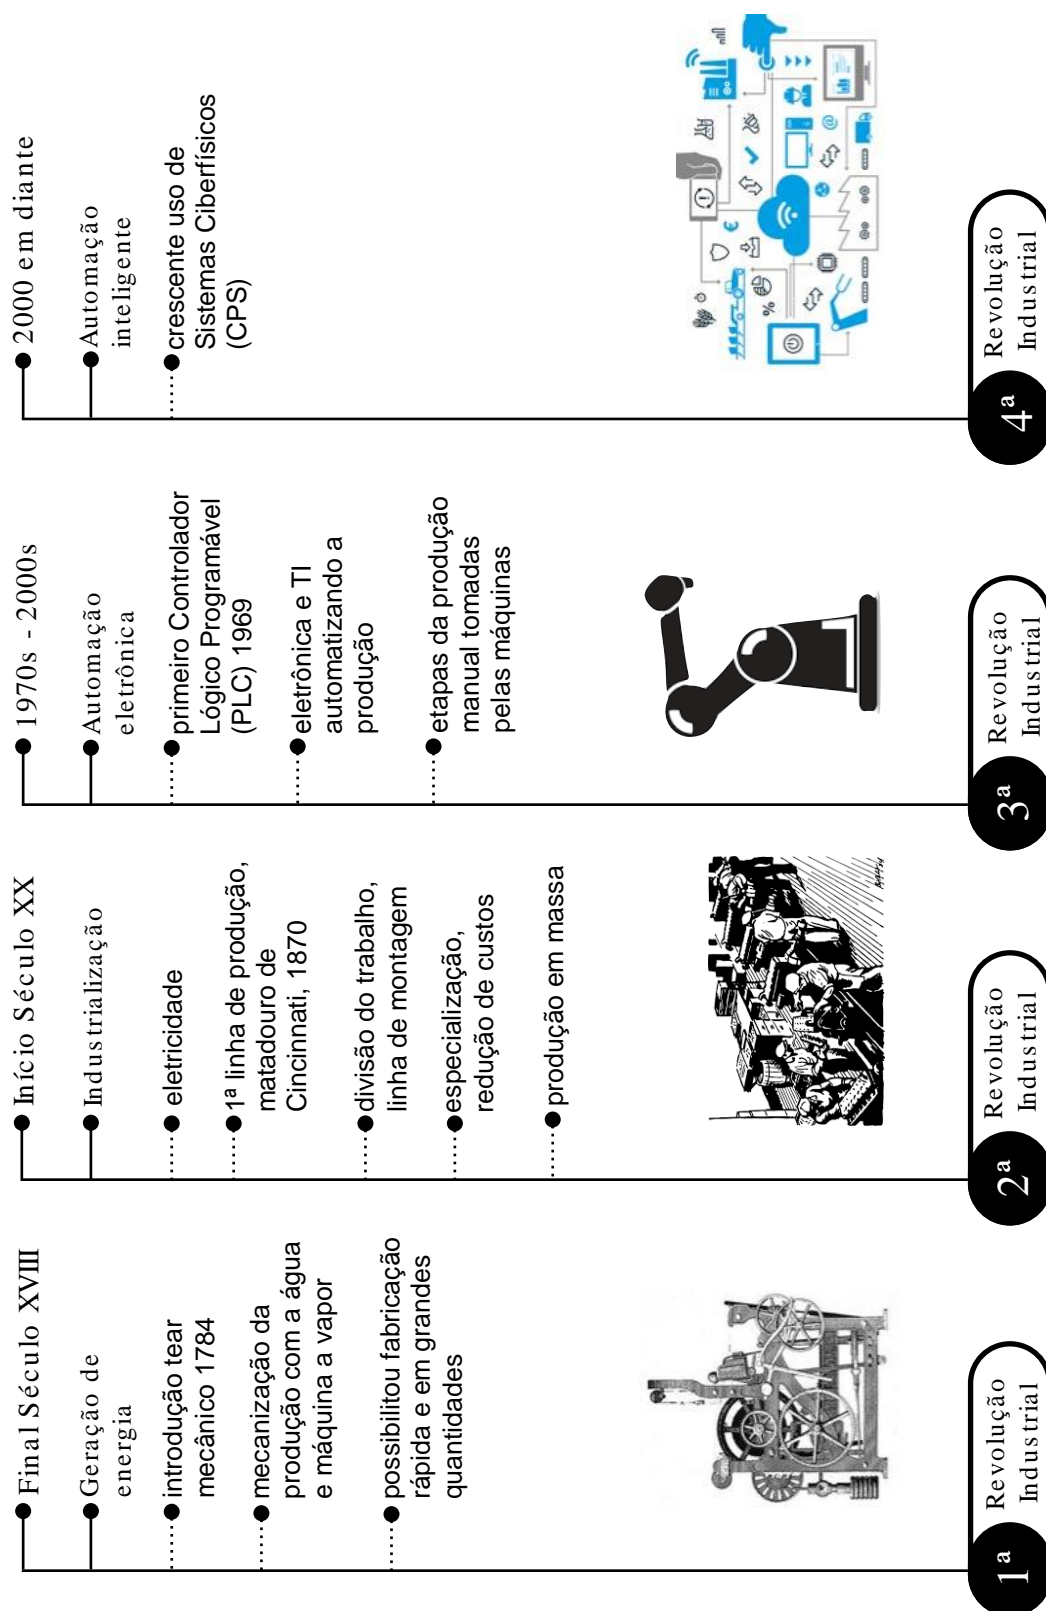 Final Século XVIII
Geração de
energia
introdução tear
mecânico 1784
mecanização da
produção com a água
e máquina a vapor
possibilitou fabricação
rápida e em grandes
quantidades
1ª
Revolução
Industrial
Início Século XX
Industrialização
eletricidade
1ª linha de produção,
matadouro de
Cincinnati, 1870
divisão do trabalho,
linha de montagem
especialização,
redução de custos
produção em massa
2ª
Revolução
Industrial
1970s - 2000s
Automação
eletrônica
primeiro Controlador
Lógico Programável
(PLC) 1969
eletrônica e TI
automatizando a
produção
etapas da produção
manual tomadas
pelas máquinas
3ª
Revolução
Industrial
2000 em diante
Automação
inteligente
crescente uso de
Sistemas Ciberfísicos
(CPS)
€
%
@
4ª
Revolução
Industrial